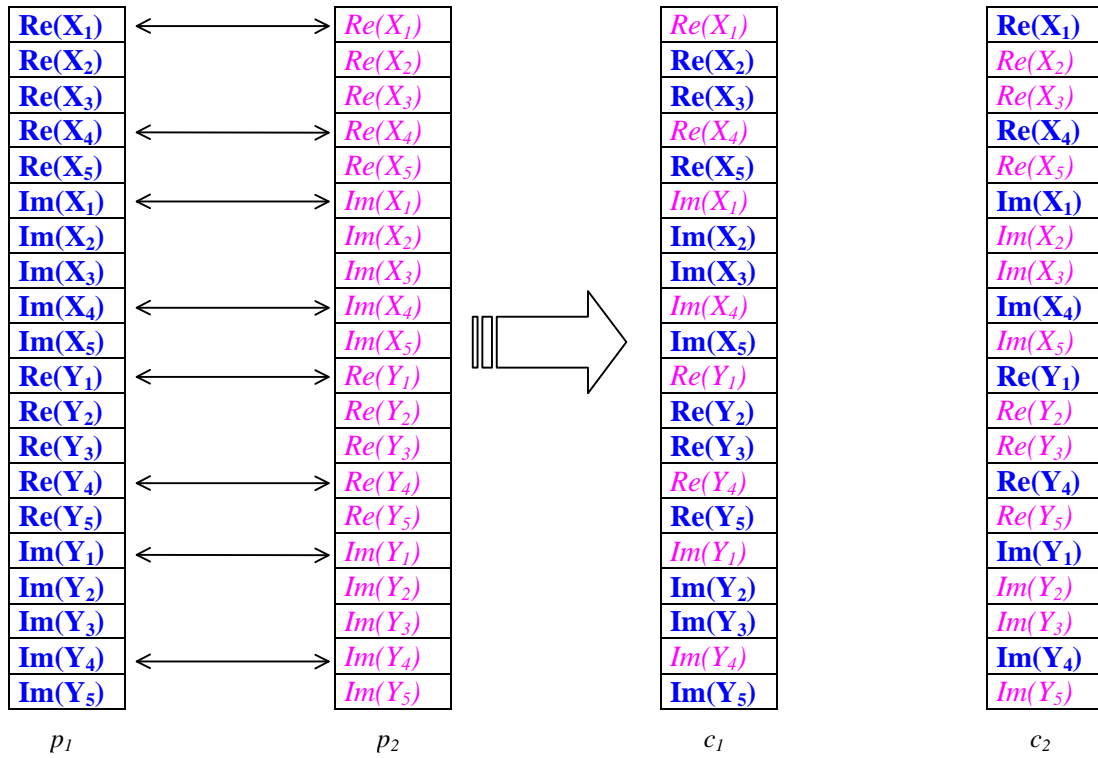 Re(X₁) Re(X₁) Re(X₁) Re(X₁)
Re(X₂) Re(X₂) Re(X₂) Re(X₂)
Re(X₃) Re(X₃) Re(X₃) Re(X₃)
Re(X₄) Re(X₄) Re(X₄) Re(X₄)
Re(X₅) Re(X₅) Re(X₅) Re(X₅)
Im(X₁) Im(X₁) Im(X₁) Im(X₁)
Im(X₂) Im(X₂) Im(X₂) Im(X₂)
Im(X₃) Im(X₃) Im(X₃) Im(X₃)
Im(X₄) Im(X₄) Im(X₄) Im(X₄)
Im(X₅) Im(X₅) Im(X₅) Im(X₅)
Re(Y₁) Re(Y₁) Re(Y₁) Re(Y₁)
Re(Y₂) Re(Y₂) Re(Y₂) Re(Y₂)
Re(Y₃) Re(Y₃) Re(Y₃) Re(Y₃)
Re(Y₄) Re(Y₄) Re(Y₄) Re(Y₄)
Re(Y₅) Re(Y₅) Re(Y₅) Re(Y₅)
Im(Y₁) Im(Y₁) Im(Y₁) Im(Y₁)
Im(Y₂) Im(Y₂) Im(Y₂) Im(Y₂)
Im(Y₃) Im(Y₃) Im(Y₃) Im(Y₃)
Im(Y₄) Im(Y₄) Im(Y₄) Im(Y₄)
Im(Y₅) Im(Y₅) Im(Y₅) Im(Y₅)
p₁ p₂ c₁ c₂